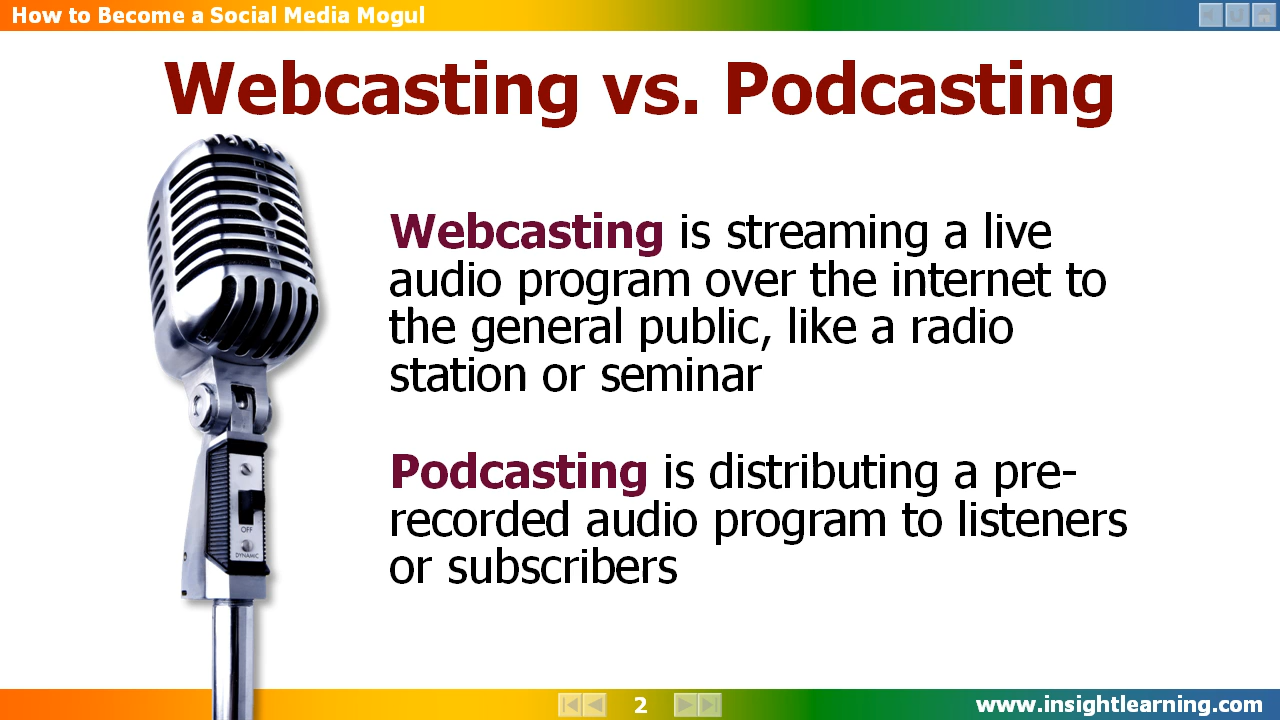 How to Become a Social Media Mogul
Webcasting vs. Podcasting
Webcasting is streaming a live
audio program over the internet to
the general public, like a radio
station or seminar
Podcasting is distributing a pre-
recorded audio program to listeners
or subscribers
OFF
DYNAMIC
2
www.insightlearning.com